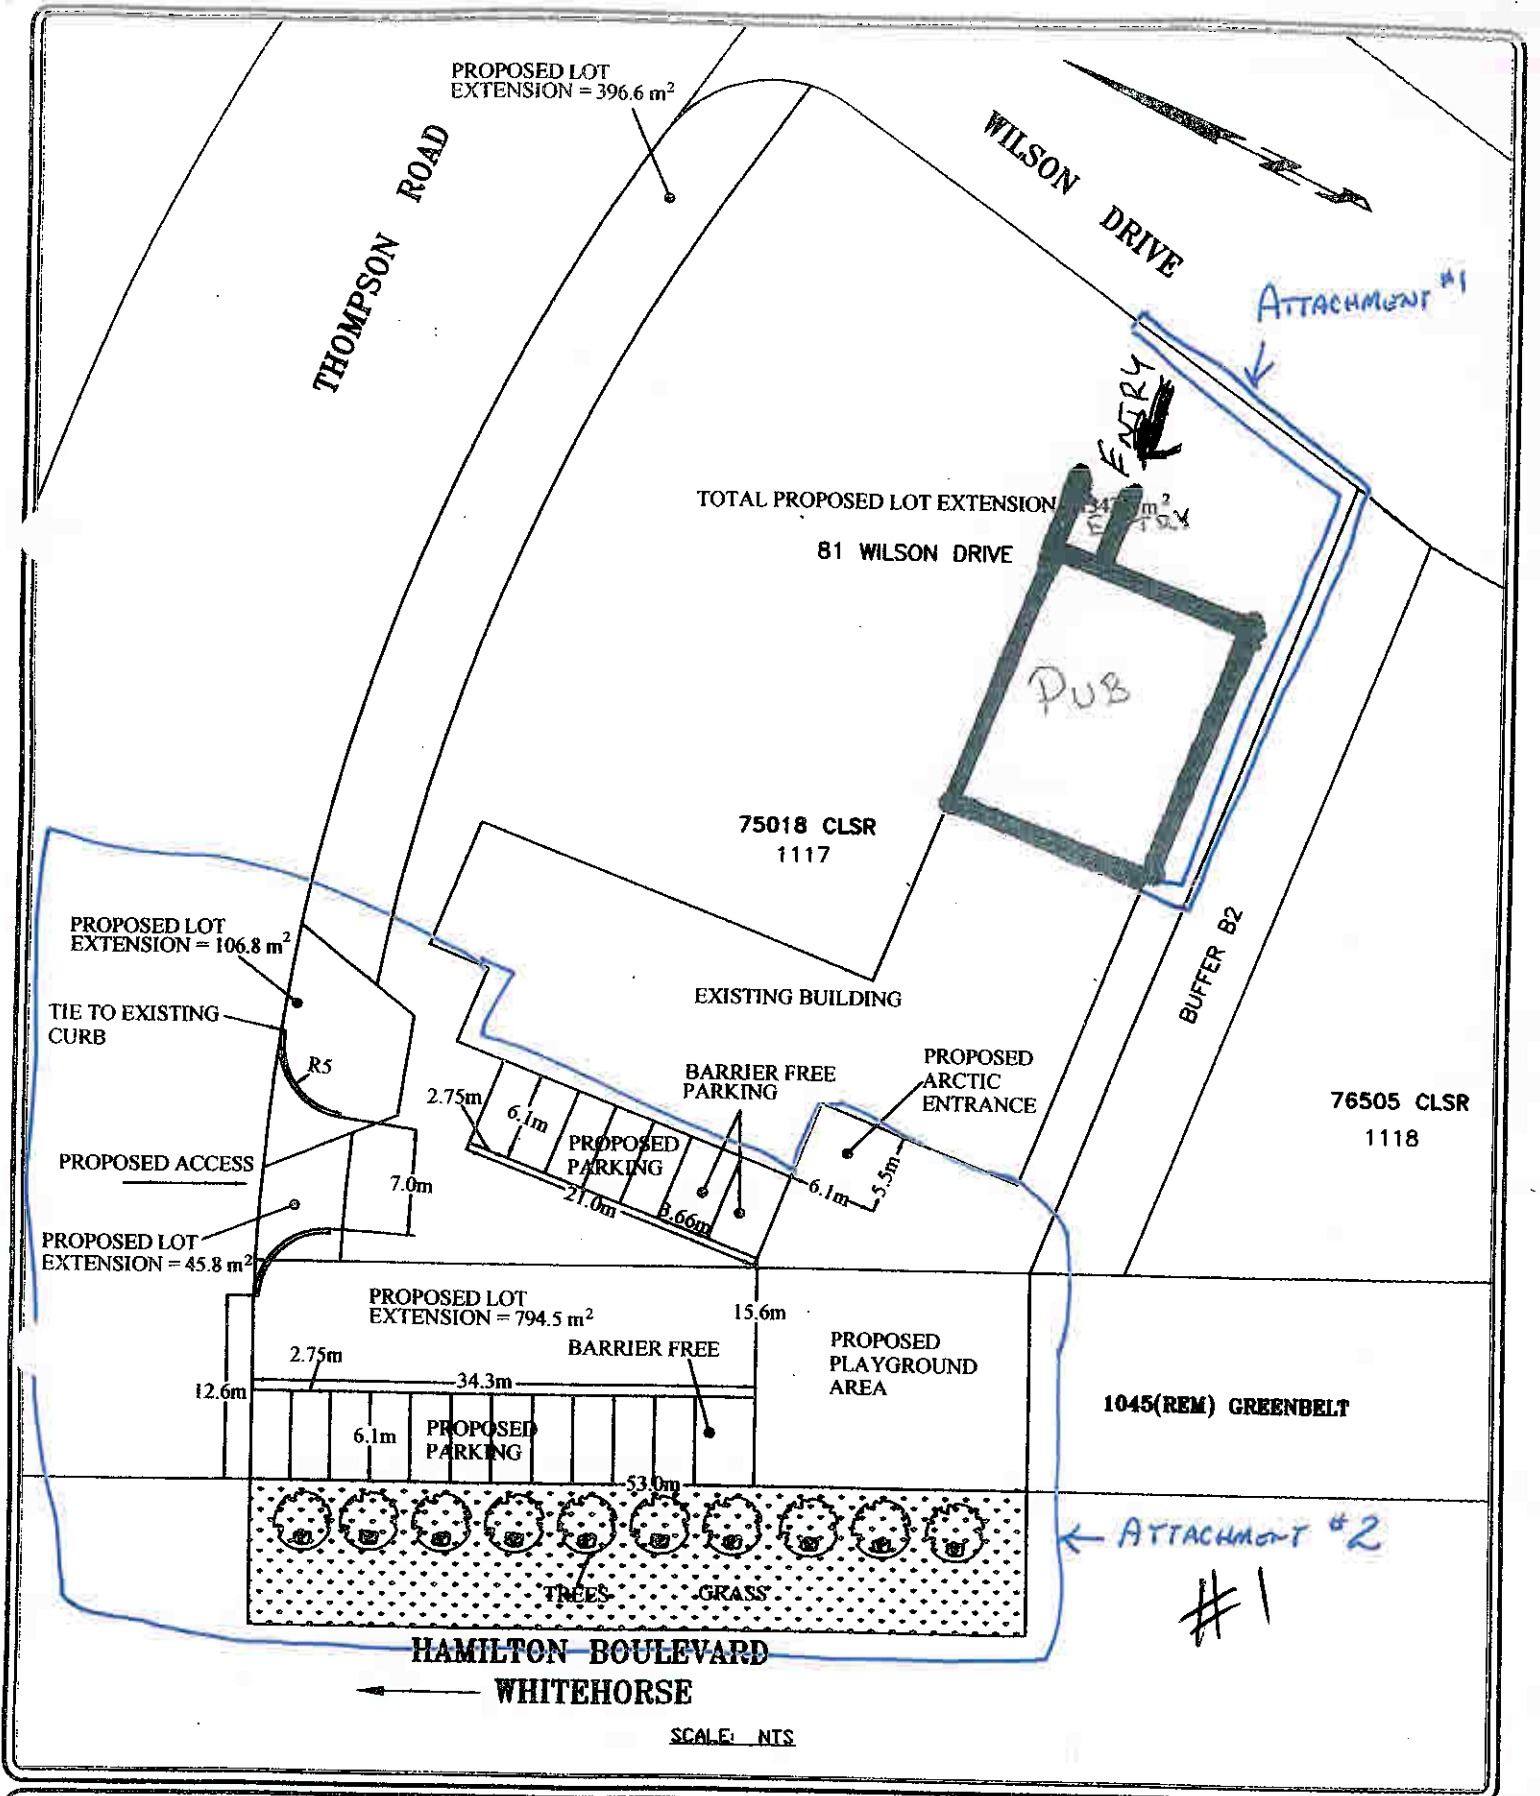 PROPOSED LOT
EXTENSION = 396.6 m²
THOMPSON ROAD
WILSON DRIVE
ATTACHMENT #1
ENTRY
TOTAL PROPOSED LOT EXTENSION
m²
81 WILSON DRIVE
PUB
75018 CLSR
1117
PROPOSED LOT
EXTENSION = 106.8 m²
TIE TO EXISTING
CURB
R5
EXISTING BUILDING
BUFFER B2
PROPOSED
ARCTIC
ENTRANCE
BARRIER FREE
PARKING
76505 CLSR
1118
2.75m
6.1m
PROPOSED
PARKING
21.0m
3.66m
6.1m
5.5m
PROPOSED ACCESS
7.0m
PROPOSED LOT
EXTENSION = 45.8 m²
PROPOSED LOT
EXTENSION = 794.5 m²
15.6m
BARRIER FREE
PROPOSED
PLAYGROUND
AREA
2.75m
34.3m
12.6m
6.1m
PROPOSED
PARKING
53.0m
1045(REM) GREENBELT
ATTACHMENT #2
#1
TREES
GRASS
HAMILTON BOULEVARD
WHITEHORSE
SCALE: NTS